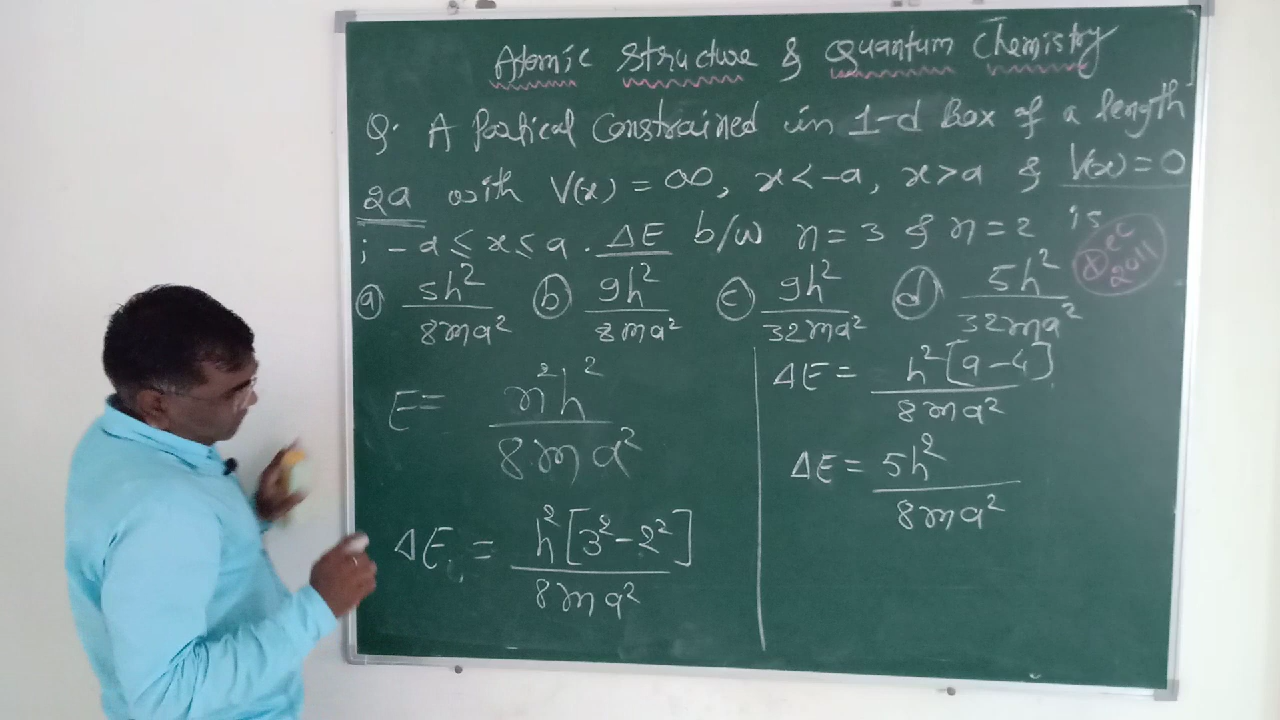 Atomic Structure & Quantum Chemistry
Q. A Partical Constrained in 1-d Box of a length
2a with V(x) = ∞, x < -a, x > a & V(x) = 0
; -a ≤ x ≤ a. ΔE b/w n = 3 & n = 2 is
Dec 2011
(a) 5h²/8ma² (b) 9h²/8ma² (c) 9h²/32ma² (d) 5h²/32ma²
E = n²h²/8ma²
ΔE = h²[3²-2²]/8ma²
ΔE = h²[9-4]/8ma²
ΔE = 5h²/8ma²